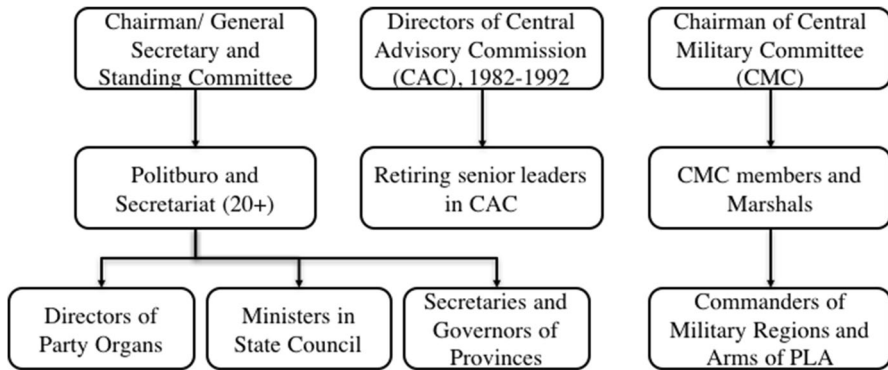 Chairman/ General
Secretary and
Standing Committee
Directors of Central
Advisory Commission
(CAC), 1982-1992
Chairman of Central
Military Committee
(CMC)
Politburo and
Secretariat (20+)
Retiring senior leaders
in CAC
CMC members and
Marshals
Directors of
Party Organs
Ministers in
State Council
Secretaries and
Governors of
Provinces
Commanders of
Military Regions and
Arms of PLA